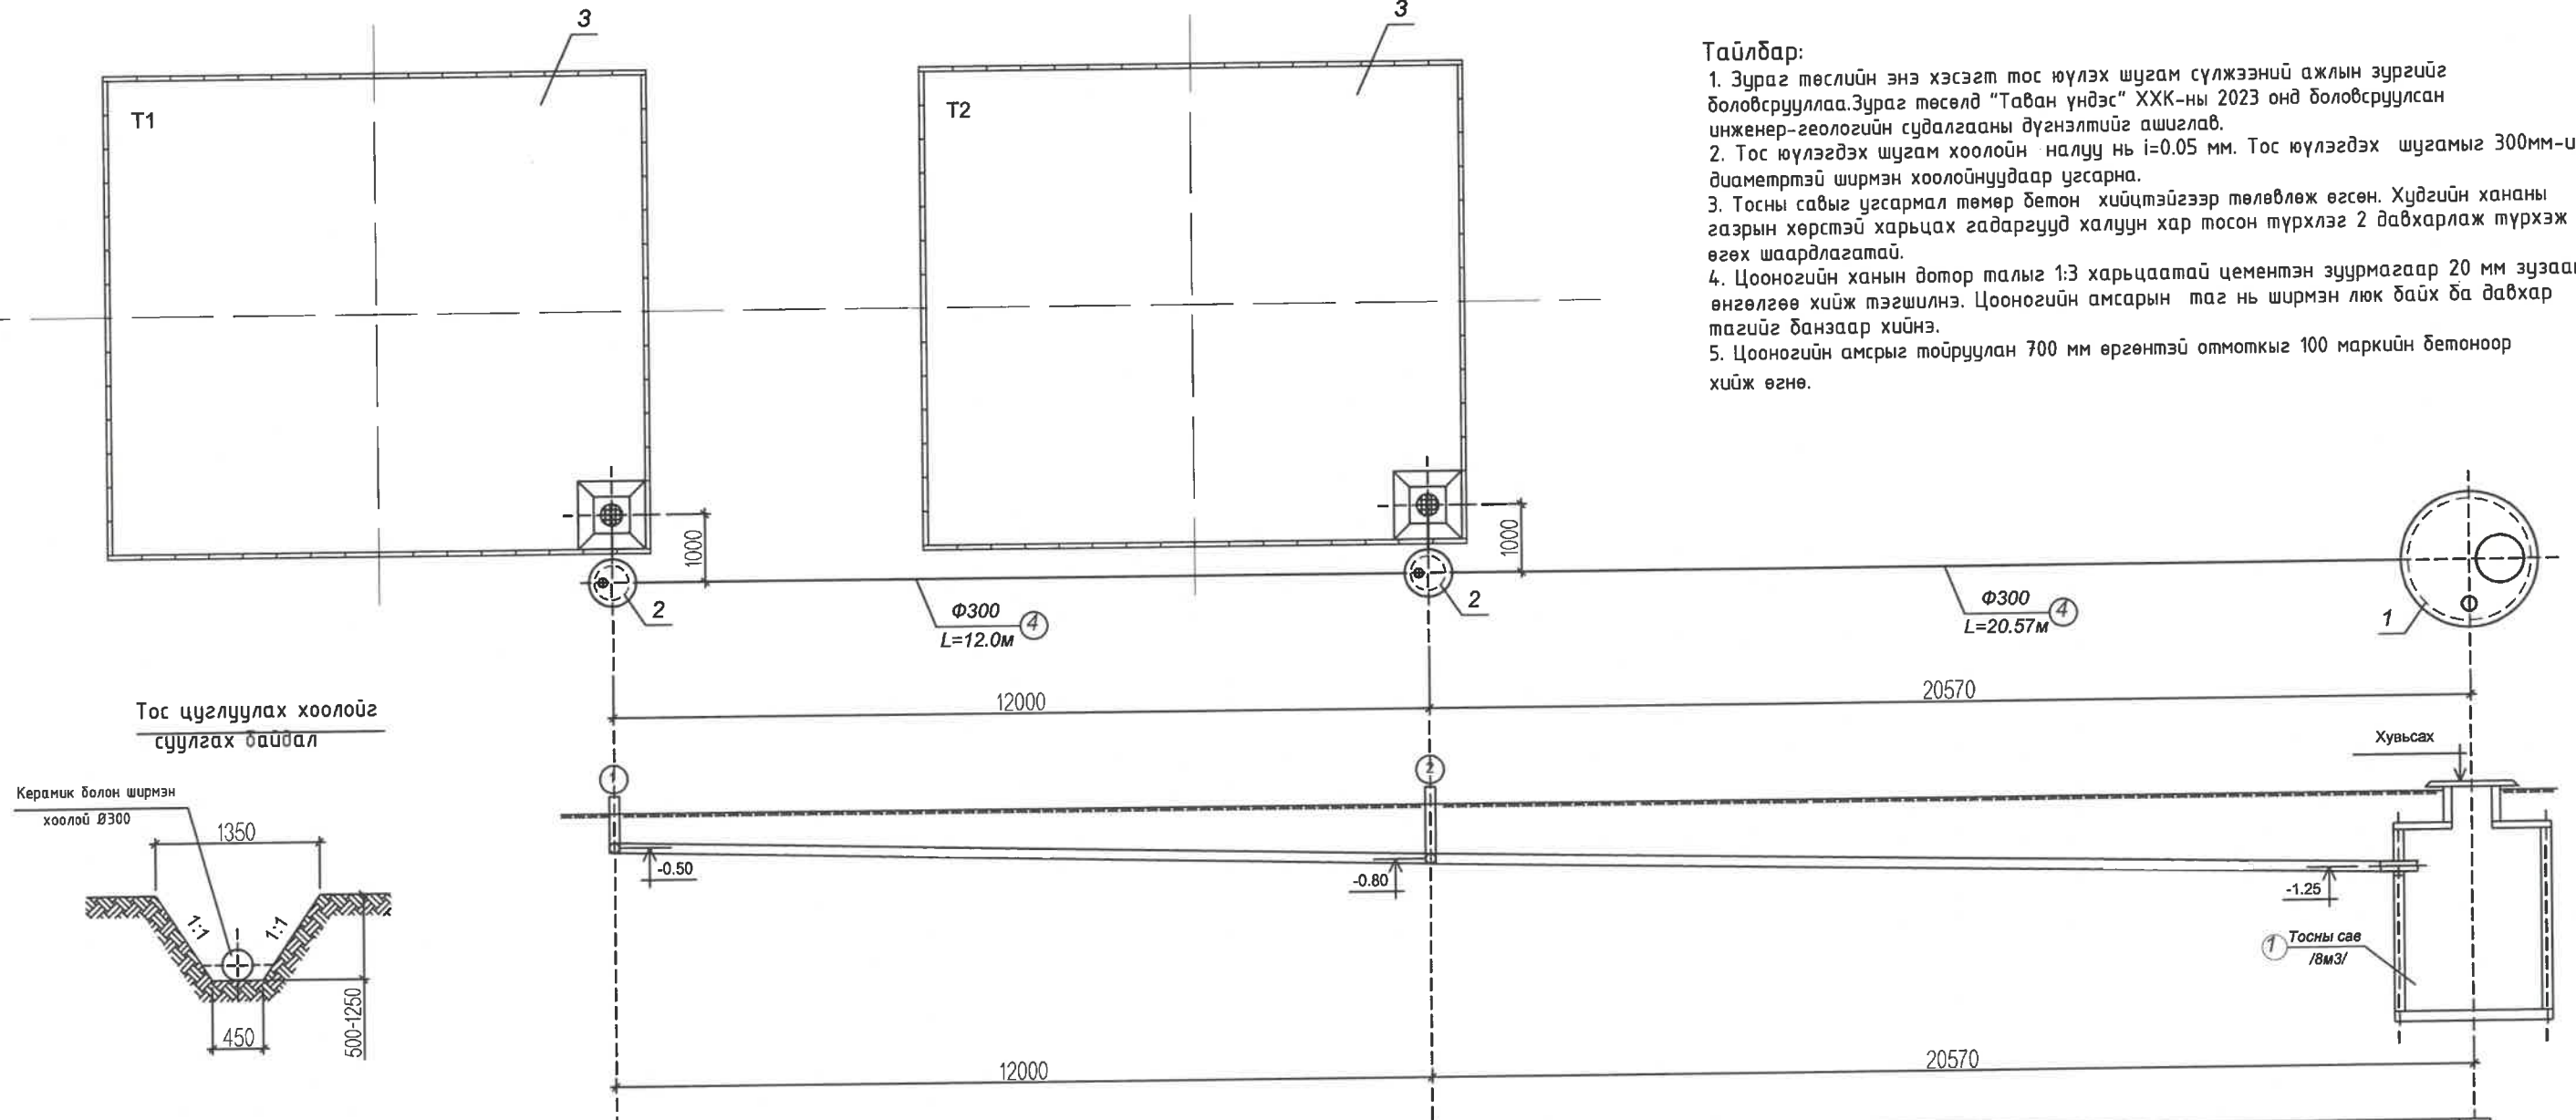 3
3
T1
T2
Тайлбар:
1. Зураг төслийн энэ хэсэгт тос юүлэх шугам сүлжээний ажлын зургийг
боловсрууллаа.Зураг төсөлд "Таван үндэс" ХХК-ны 2023 онд боловсруулсан
инженер-геологийн судалгааны дүгнэлтийг ашиглав.
2. Тос юүлэгдэх шугам хоолойн налуу нь i=0.05 мм. Тос юүлэгдэх шугамыг 300мм-и
диаметртэй ширмэн хоолойнуудаар угсарна.
3. Тосны савыг угсармал төмөр бетон хийцтэйгээр төлөвлөж өгсөн. Худгийн хананы
газрын хөрстэй харьцах гадаргууд халуун хар тосон түрхлэг 2 давхарлаж түрхэж
өгөх шаардлагатай.
4. Цооногийн ханын дотор талыг 1:3 харьцаатай цементэн зуурмагаар 20 мм зузаан
өнгөлгөө хийж тэгшилнэ. Цооногийн амсарын таг нь ширмэн люк байх ба давхар
тагийг банзаар хийнэ.
5. Цооногийн амсрыг тойруулан 700 мм өргөнтэй отмоткыг 100 маркийн бетоноор
хийж өгнө.
1000
1000
2
2
1
Ф300
L=12.0м
4
Ф300
L=20.57м
4
12000
20570
Тос цуглуулах хоолойг
суулгах байдал
Керамик болон ширмэн
хоолой Ø300
1350
1:1
1:1
450
500-1250
1
2
Хувьсах
-0.50
-0.80
-1.25
1
Тосны сав
/8м3/
12000
20570